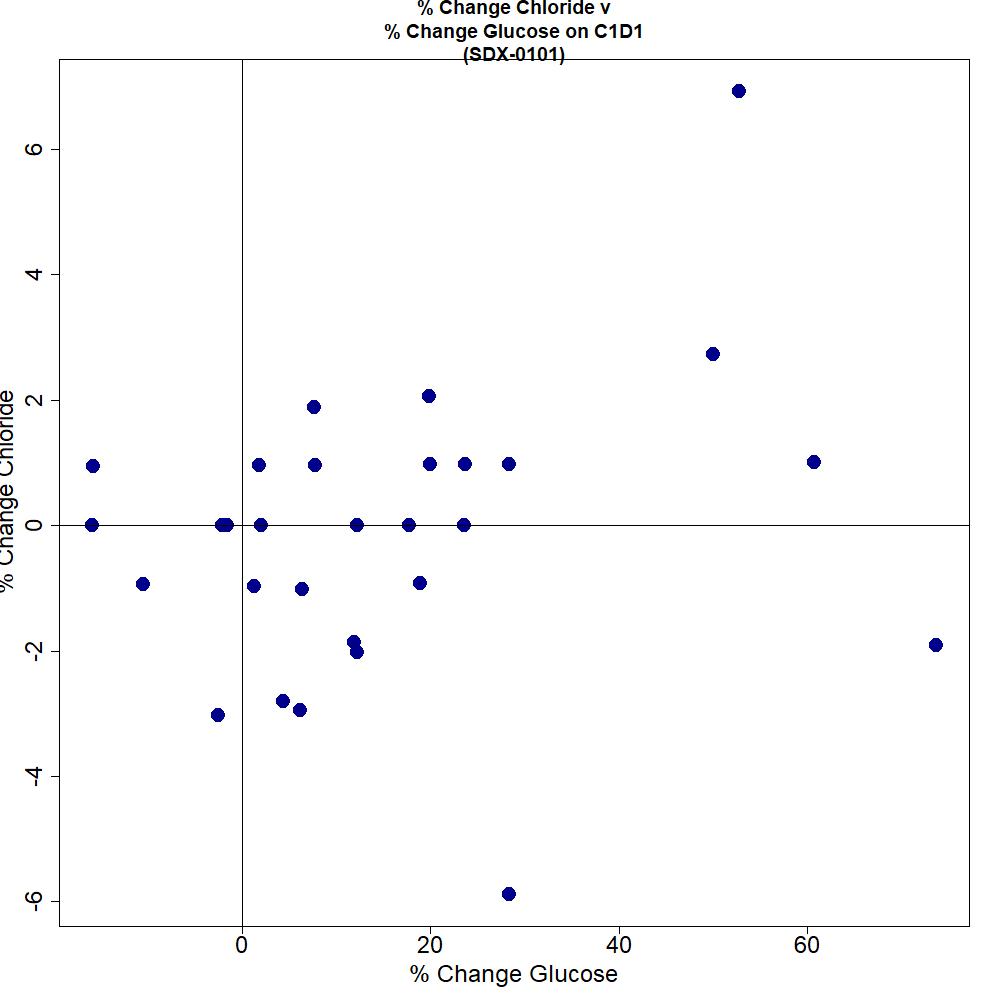 % Change Chloride v
% Change Glucose on C1D1
(SDX-0101)
% Change Chloride
6
4
2
0
-2
-4
-6
0
20
40
60
% Change Glucose